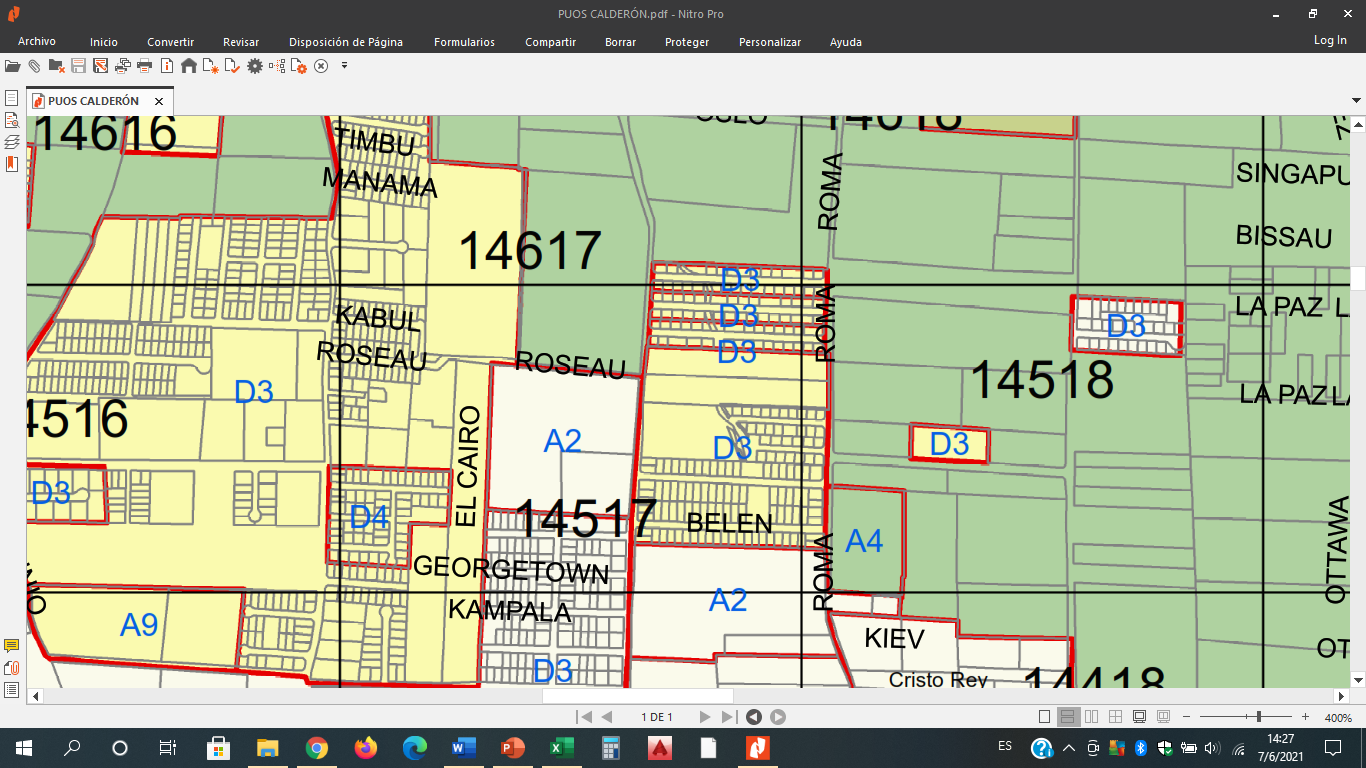 PUOS CALDERÓN.pdf - Nitro Pro
Archivo Inicio Convertir Revisar Disposición de Página Formularios Compartir Borrar Proteger Personalizar Ayuda Log In
PUOS CALDERÓN
14616
TIMBU
MANAMA
14617
ROMA
SINGAPU
BISSAU
D3
D3
D3
ROMA
KABUL
ROSEAU
ROSEAU
LA PAZ L
D3
14518
LA PAZ LA
D3
4516
EL CAIRO
A2
D3
D3
D3
D4
14517
BELEN
A4
ROMA
OTTAWA
GEORGETOWN
KAMPALA
A9
A2
KIEV
OT
D3
Cristo Rey
14418
1 DE 1
400%
ES
14:27
7/6/2021